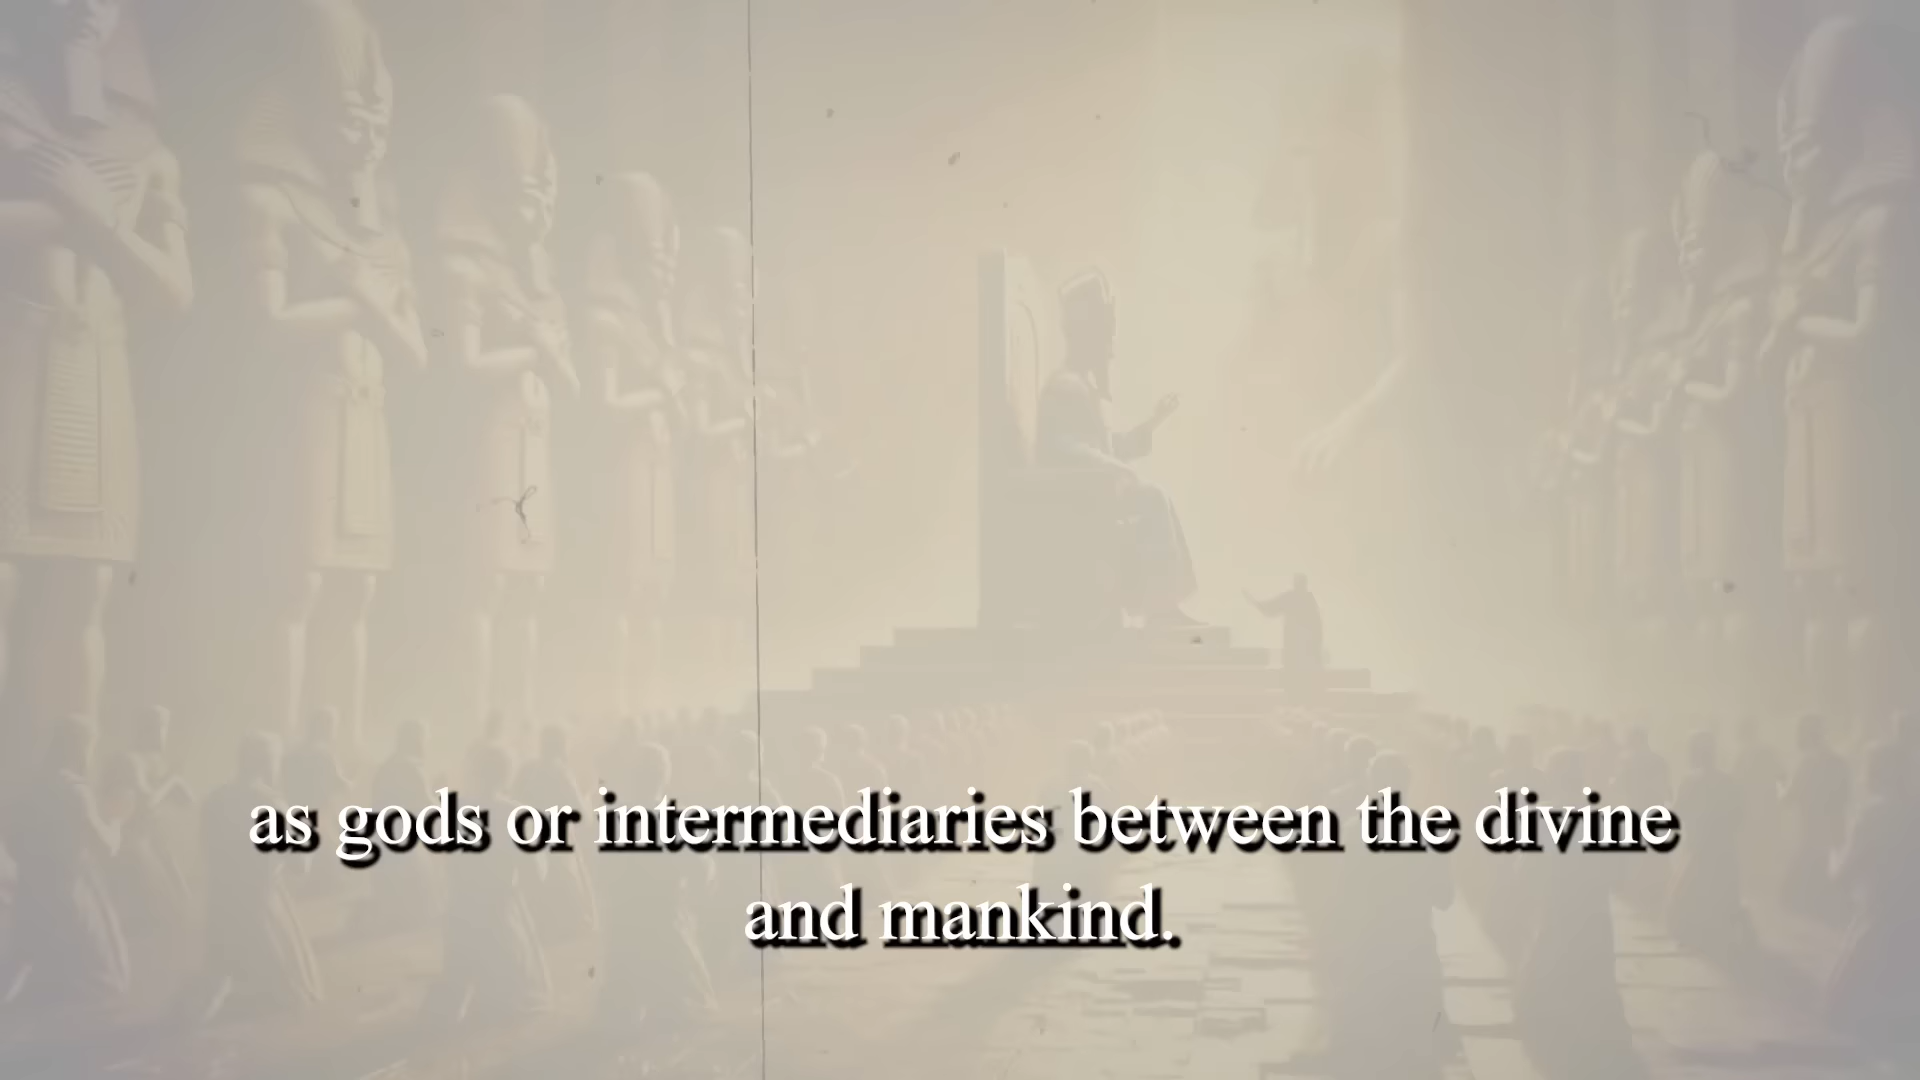 as gods or intermediaries between the divine
and mankind.